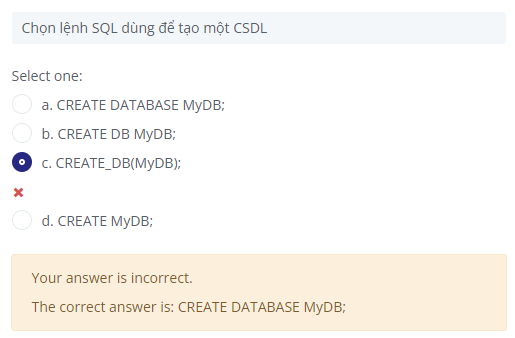 Chọn lệnh SQL dùng để tạo một CSDL
Select one:
a. CREATE DATABASE MyDB;
b. CREATE DB MyDB;
c. CREATE_DB(MyDB);
d. CREATE MyDB;
Your answer is incorrect.
The correct answer is: CREATE DATABASE MyDB;